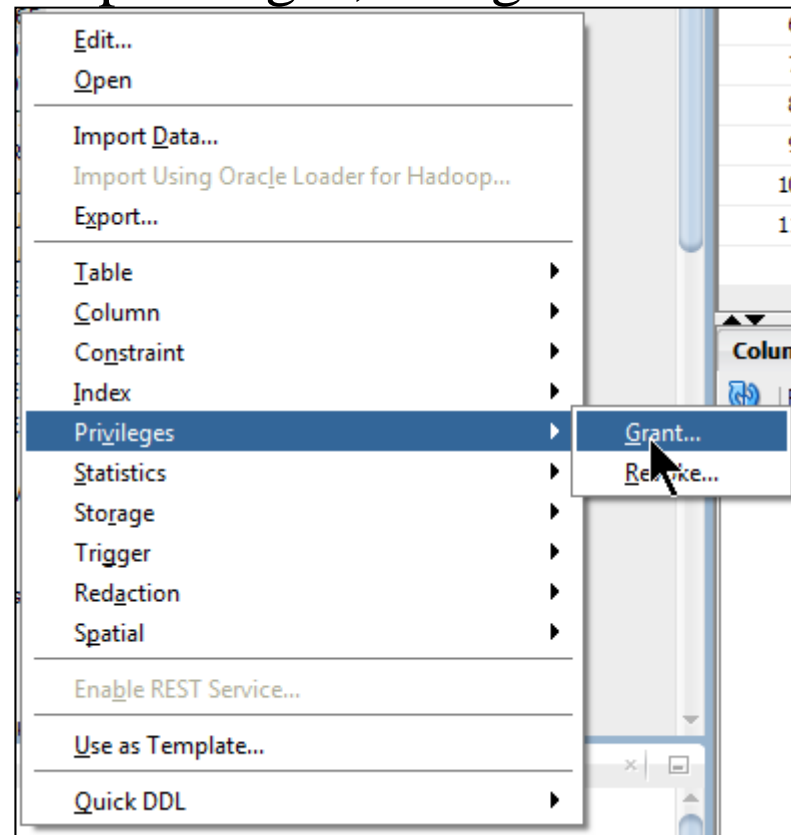 Edit...
Open
Import Data...
Import Using Oracle Loader for Hadoop...
Export...
Table
Column
Constraint
Index
Privileges
Grant...
Statistics
Storage
Trigger
Redaction
Spatial
Enable REST Service...
Use as Template...
Quick DDL
10